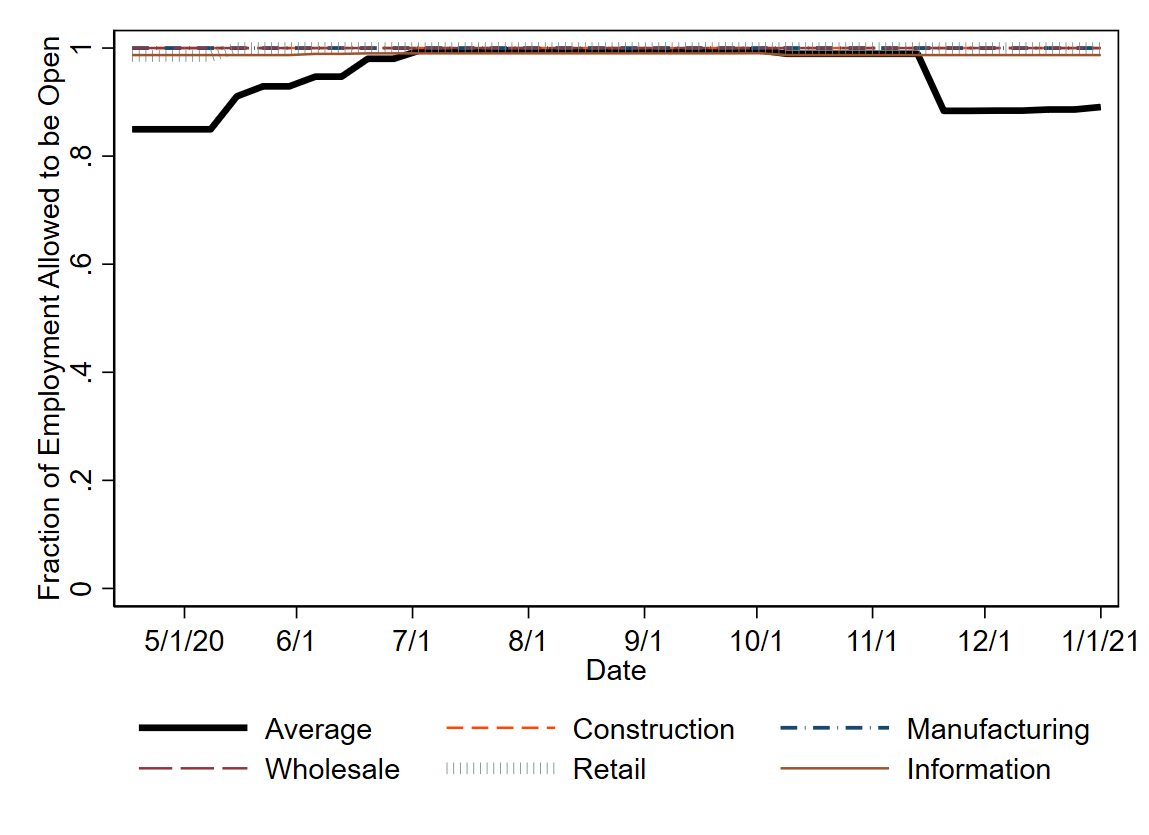 Fraction of Employment Allowed to be Open
1
.8
.6
.4
.2
0
5/1/20 6/1 7/1 8/1 9/1 10/1 11/1 12/1 1/1/21
Date
Average Construction Manufacturing
Wholesale Retail Information